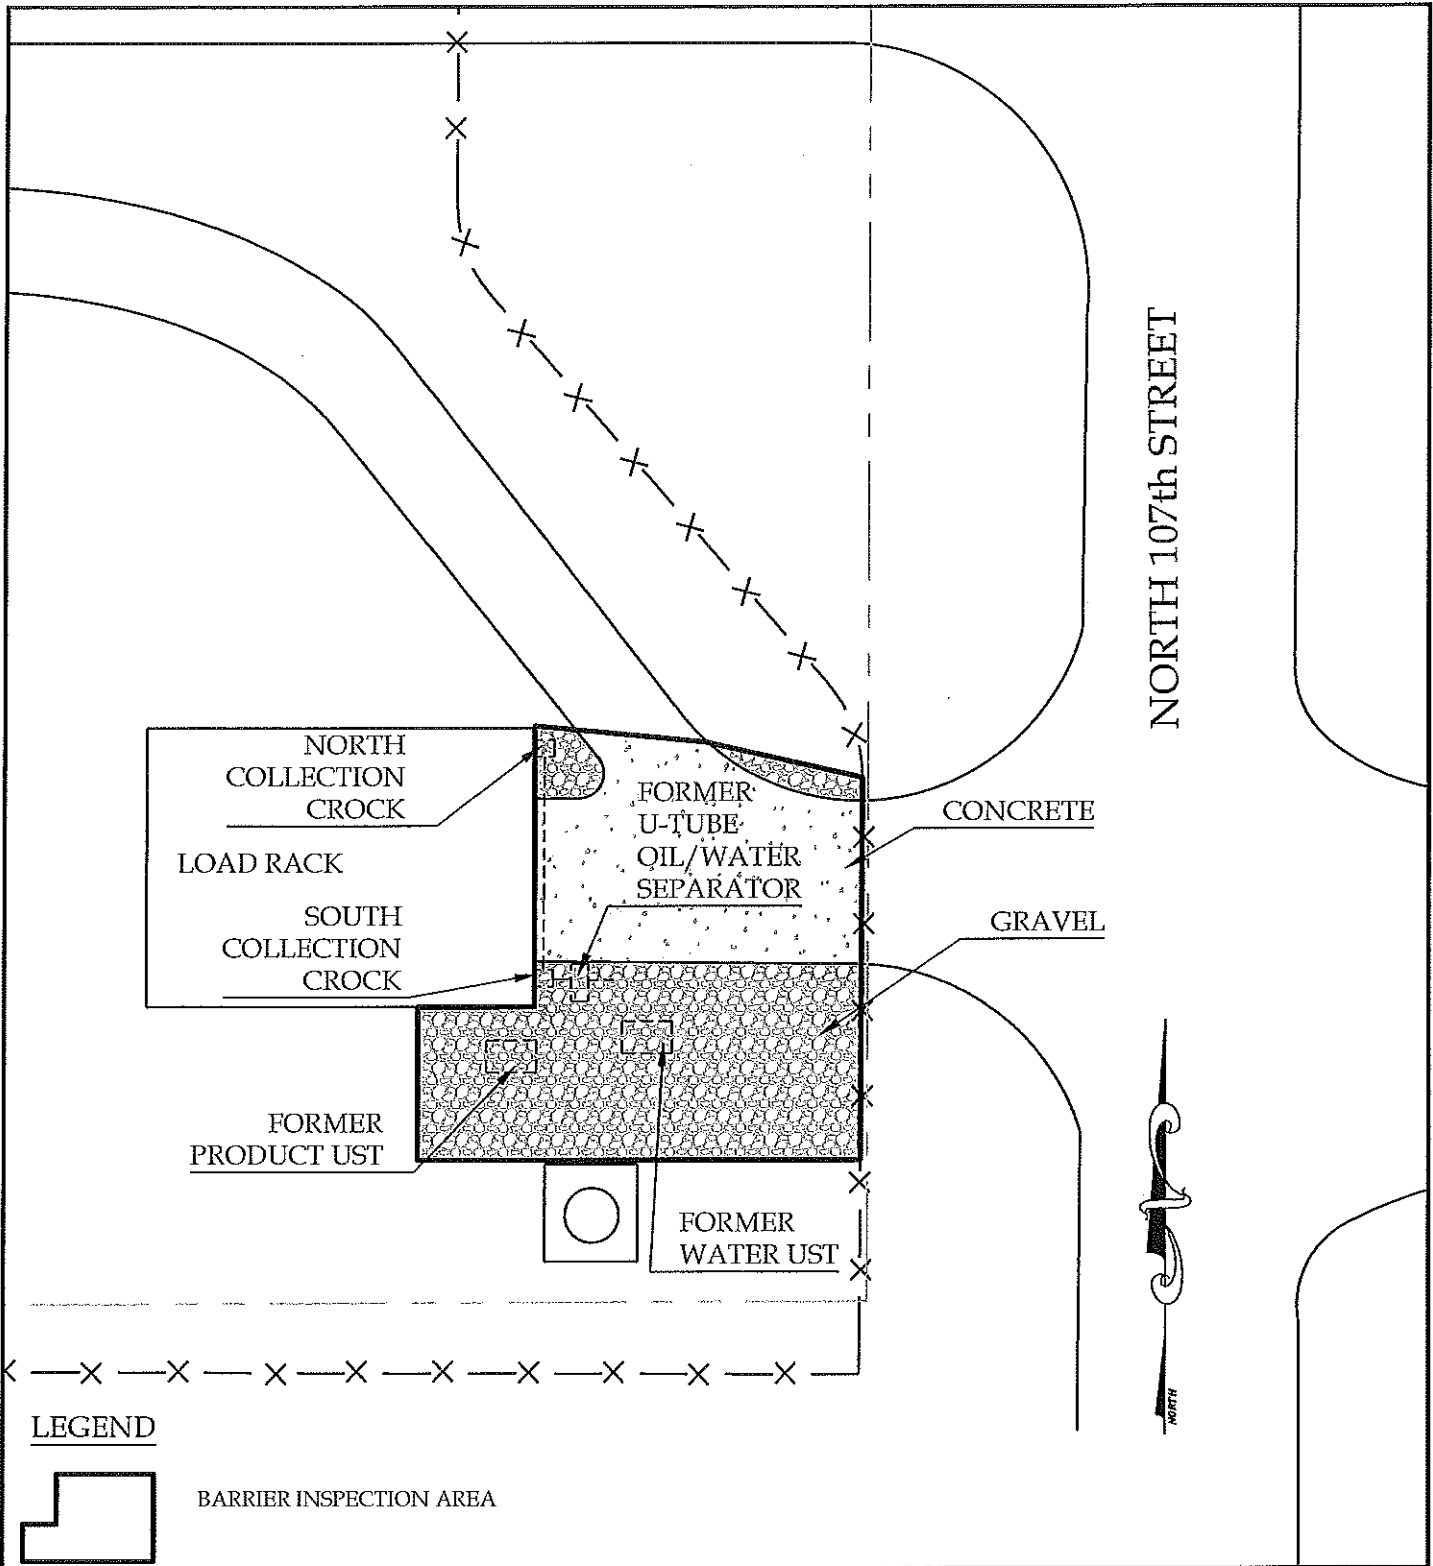 NORTH 107th STREET
NORTH
COLLECTION
CROCK
LOAD RACK
SOUTH
COLLECTION
CROCK
FORMER
U-TUBE
OIL/WATER
SEPARATOR
CONCRETE
GRAVEL
FORMER
PRODUCT UST
FORMER
WATER UST
NORTH
LEGEND
BARRIER INSPECTION AREA